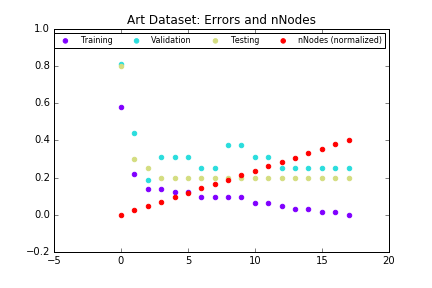 Art Dataset: Errors and nNodes
Training Validation Testing nNodes (normalized)
1.0
0.8
0.6
0.4
0.2
0.0
−0.2
−5 0 5 10 15 20